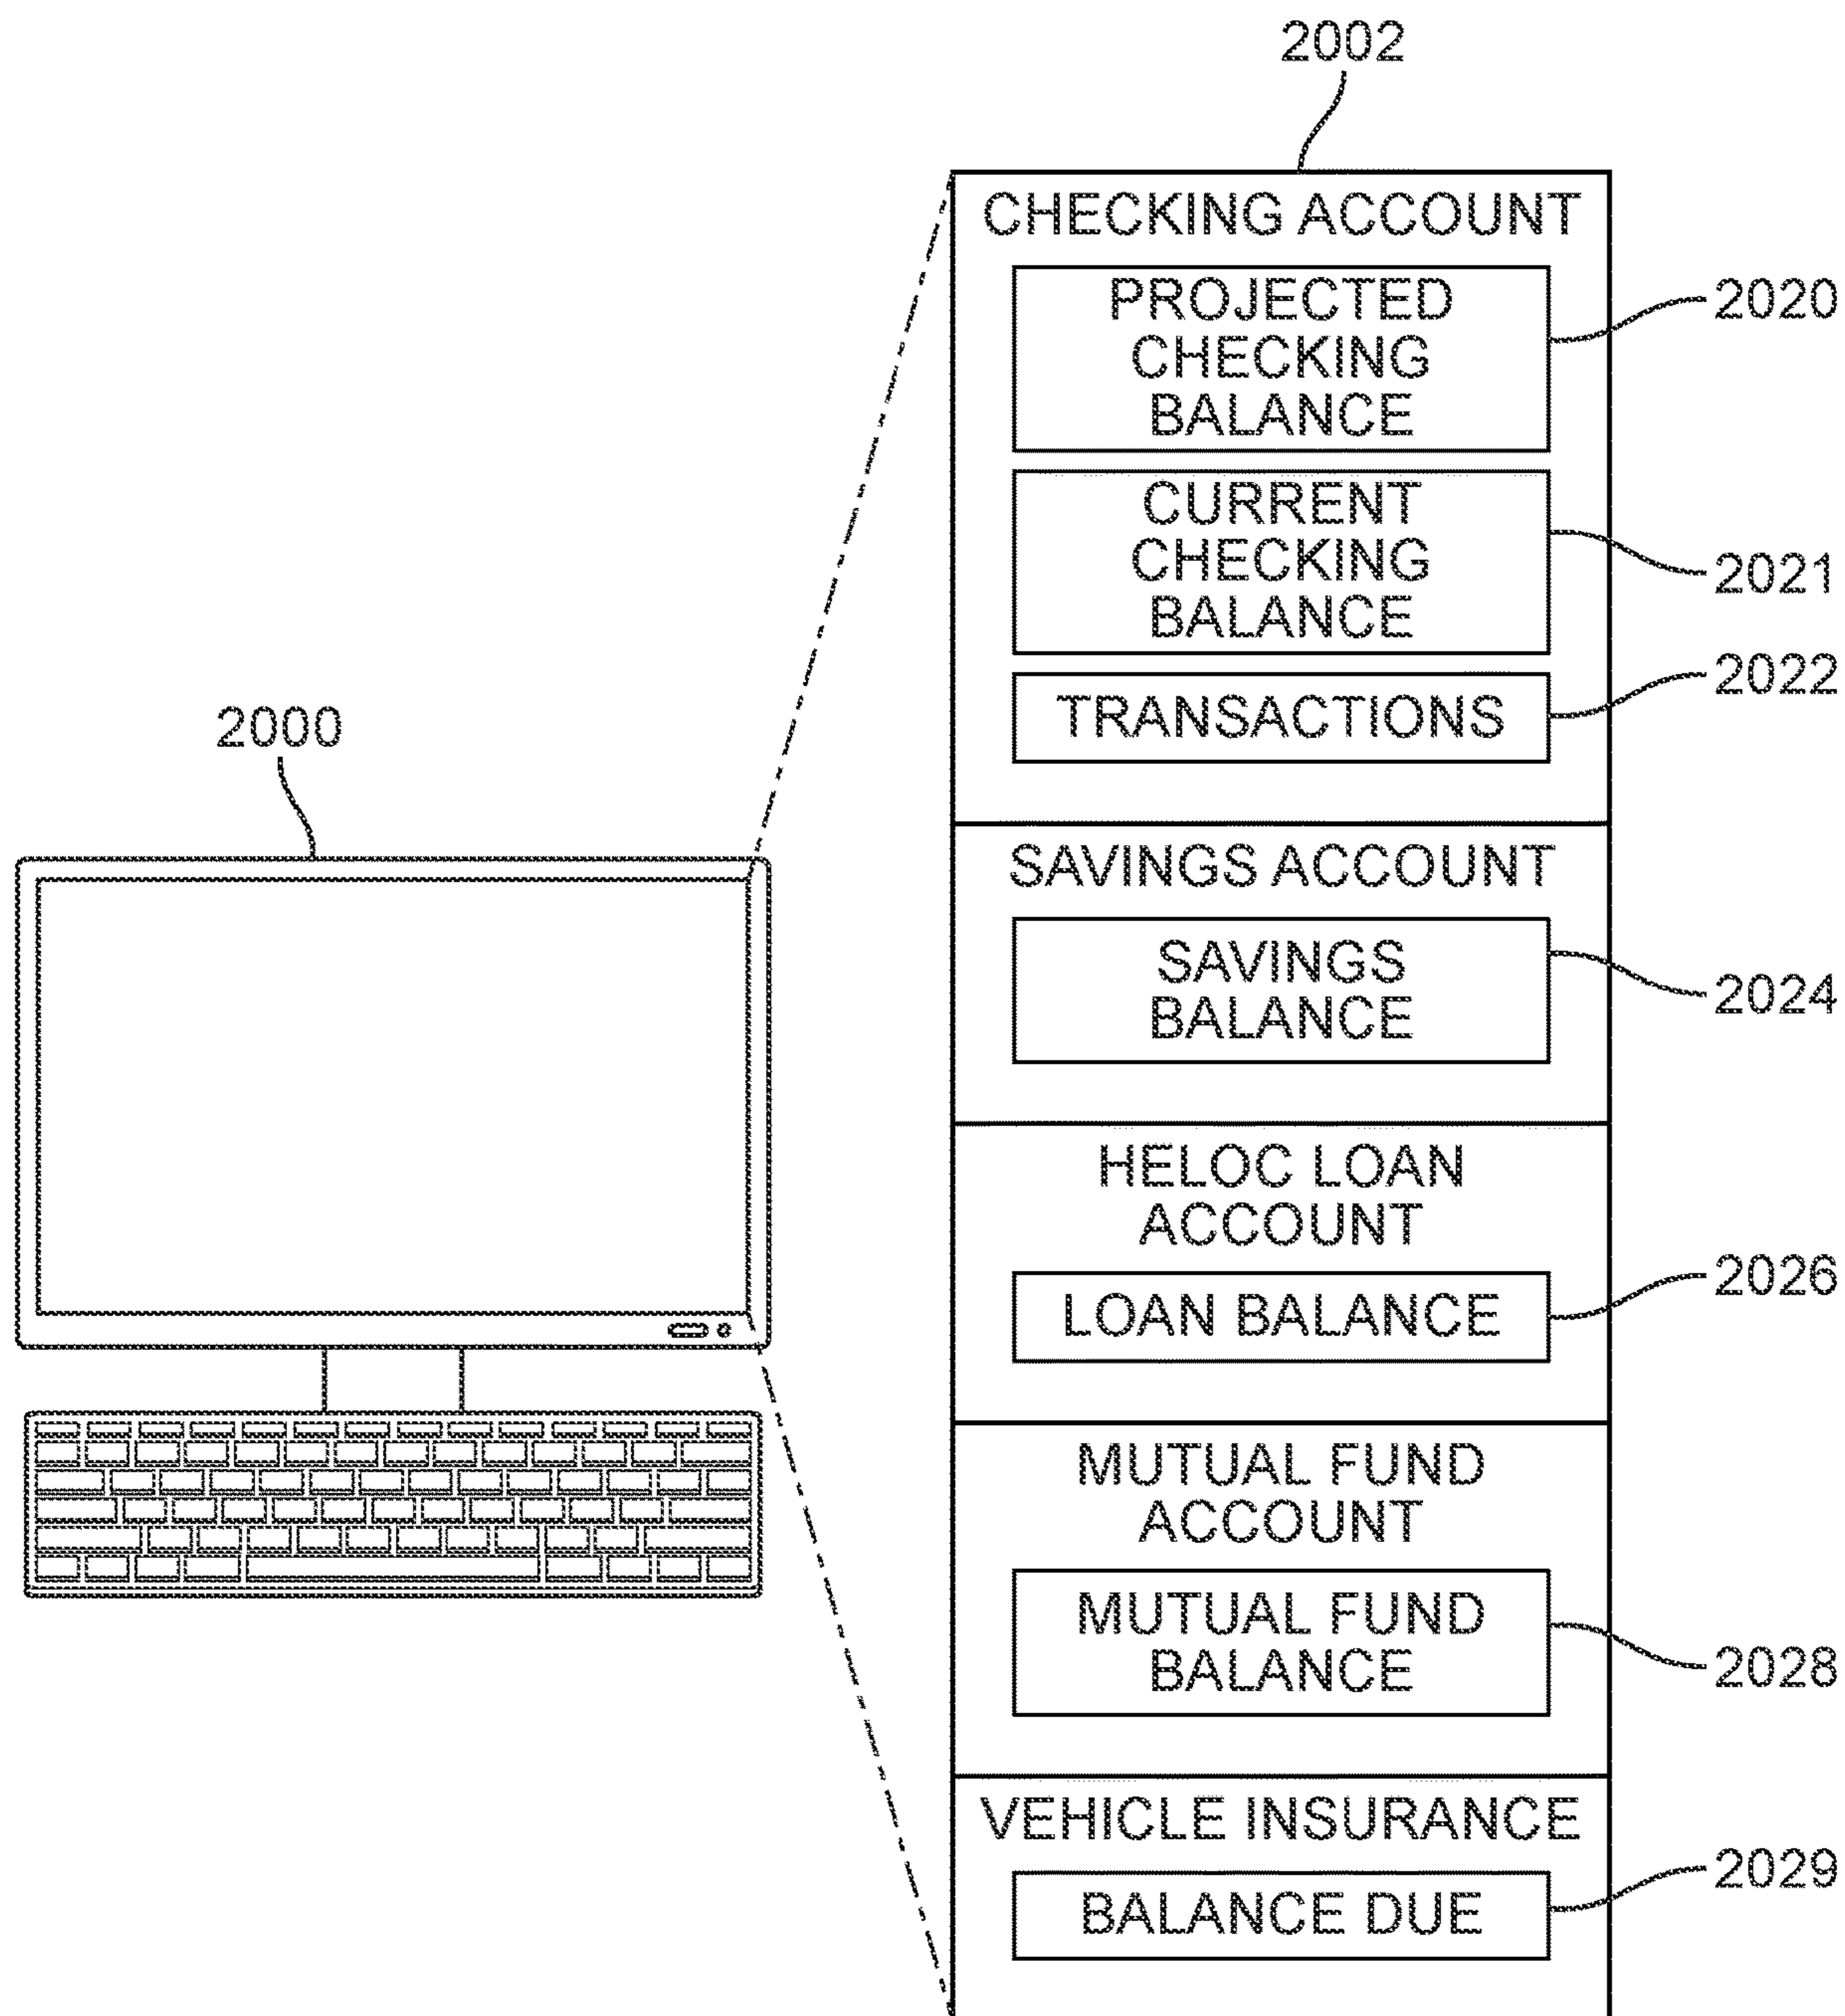 2002
CHECKING ACCOUNT
PROJECTED
CHECKING
BALANCE
2020
CURRENT
CHECKING
BALANCE
2021
TRANSACTIONS
2022
2000
SAVINGS ACCOUNT
SAVINGS
BALANCE
2024
HELOC LOAN
ACCOUNT
LOAN BALANCE
2026
MUTUAL FUND
ACCOUNT
MUTUAL FUND
BALANCE
2028
VEHICLE INSURANCE
BALANCE DUE
2029